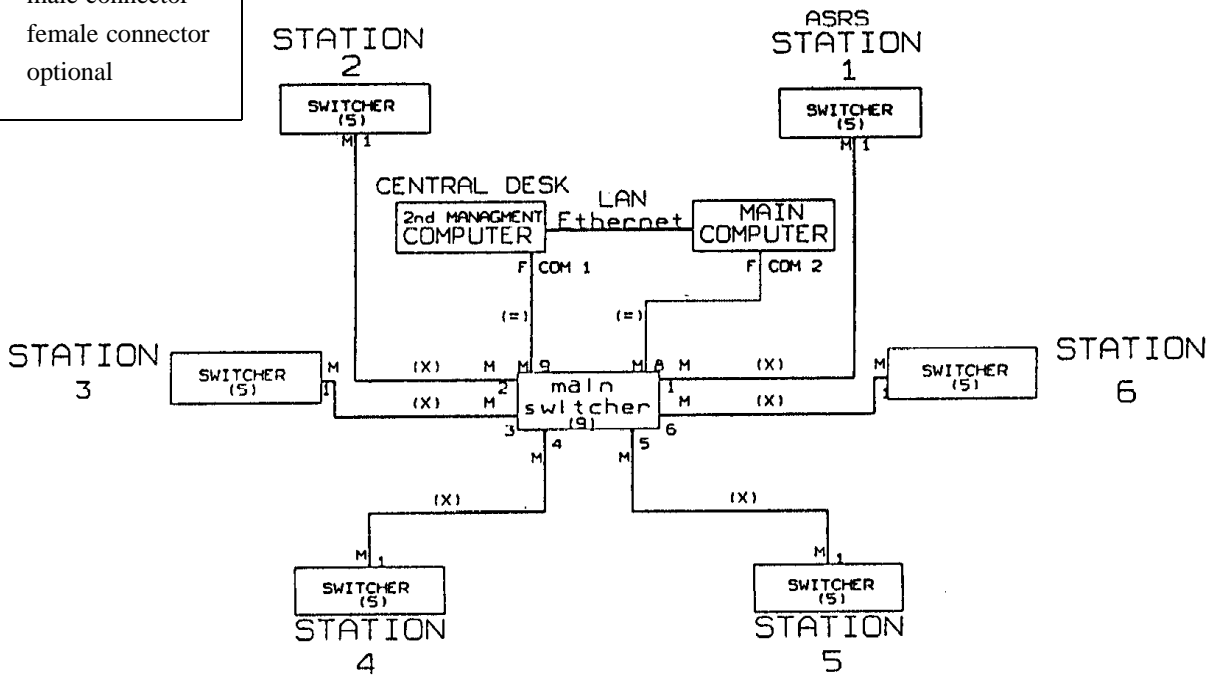 male connector
female connector
optional
STATION
2
SWITCHER
(5)
M 1
ASRS
STATION
1
SWITCHER
(5)
M 1
CENTRAL DESK
2nd MANAGMENT
COMPUTER
LAN
Ethernet
MAIN
COMPUTER
F COM 1
F COM 2
(=)
(=)
STATION
3
SWITCHER
(5)
M
1
(X)
M
M 9
M 8
M
(X)
2
main
switcher
(9)
1
(X)
M
3
M
(X)
6
4
5
M
M
STATION
6
SWITCHER
(5)
M
1
(X)
(X)
M 1
SWITCHER
(5)
STATION
4
M 1
SWITCHER
(5)
STATION
5